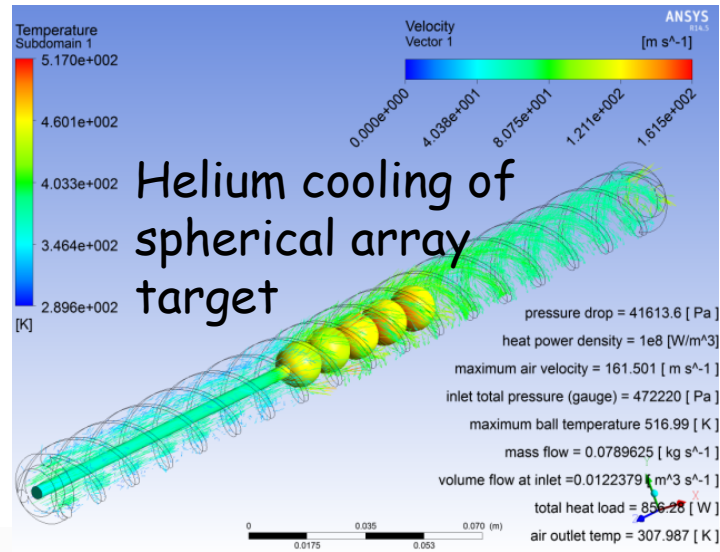 ANSYS
R14.5
Temperature
Subdomain 1
5.170e+002
4.601e+002
4.033e+002
3.464e+002
2.896e+002
[K]
Velocity
Vector 1
[m s^-1]
0.000e+000
4.038e+001
8.075e+001
1.211e+002
1.615e+002
Helium cooling of
spherical array
target
pressure drop = 41613.6 [ Pa ]
heat power density = 1e8 [W/m^3]
maximum air velocity = 161.501 [ m s^-1 ]
inlet total pressure (gauge) = 472220 [ Pa ]
maximum ball temperature 516.99 [ K ]
mass flow = 0.0789625 [ kg s^-1 ]
volume flow at inlet =0.0122379 [ m^3 s^-1 ]
total heat load = 856.28 [ W ]
air outlet temp = 307.987 [ K ]
Y
X
Z
0 0.035 0.070 (m)
0.0175 0.053